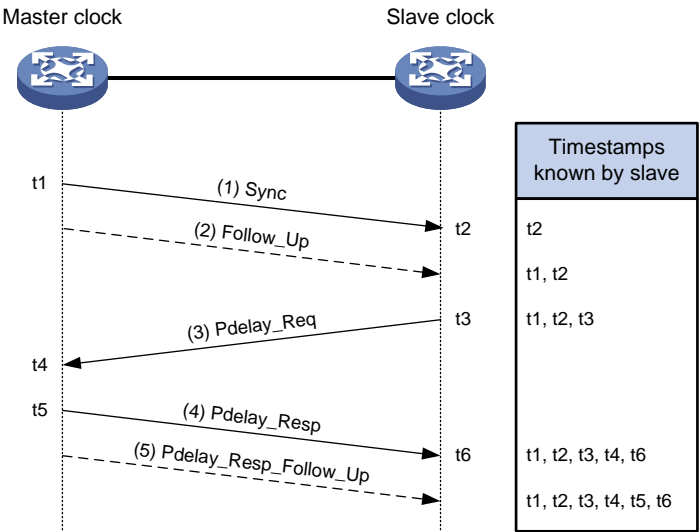 Master clock
Slave clock
Timestamps
known by slave
t1
(1) Sync
t2
t2
(2) Follow_Up
t1, t2
(3) Pdelay_Req
t3
t1, t2, t3
t4
t5
(4) Pdelay_Resp
t6
t1, t2, t3, t4, t6
(5) Pdelay_Resp_Follow_Up
t1, t2, t3, t4, t5, t6